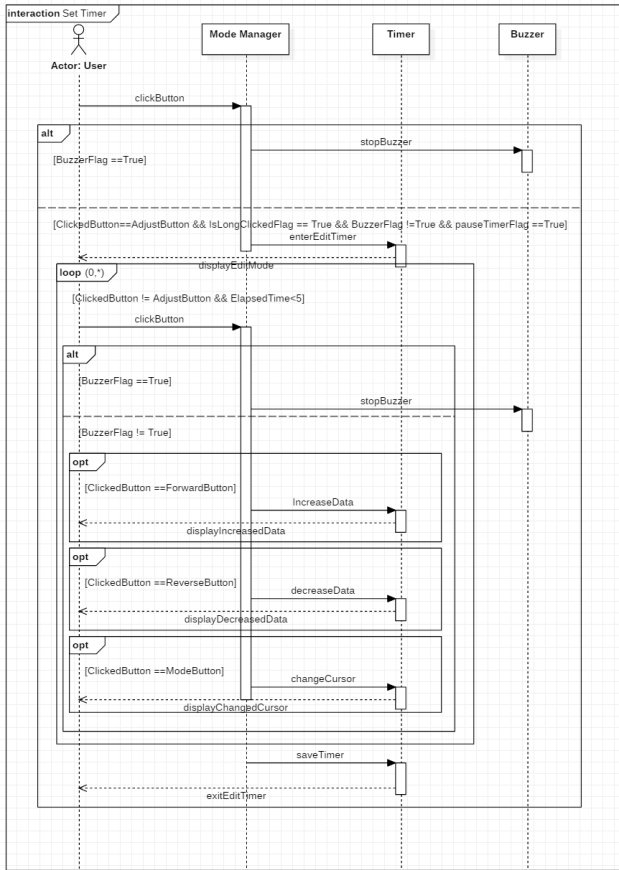 interaction Set Timer
Mode Manager
Timer
Buzzer
Actor: User
clickButton
alt
stopBuzzer
[BuzzerFlag ==True]
[ClickedButton==AdjustButton && IsLongClickedFlag == True && BuzzerFlag !=True && pauseTimerFlag ==True]
enterEditTimer
displayEditMode
loop (0,*)
[ClickedButton != AdjustButton && ElapsedTime<5]
clickButton
alt
[BuzzerFlag ==True]
stopBuzzer
[BuzzerFlag != True]
opt
[ClickedButton ==ForwardButton]
IncreaseData
displayIncreasedData
opt
[ClickedButton ==ReverseButton]
decreaseData
displayDecreasedData
opt
[ClickedButton ==ModeButton]
changeCursor
displayChangedCursor
saveTimer
exitEditTimer